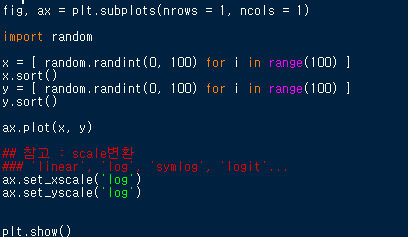 fig, ax = plt.subplots(nrows = 1, ncols = 1)
import random
x = [ random.randint(0, 100) for i in range(100) ]
x.sort()
y = [ random.randint(0, 100) for i in range(100) ]
y.sort()
ax.plot(x, y)
## 참고 : scale변환
### 'linear', 'log', 'symlog', 'logit'...
ax.set_xscale('log')
ax.set_yscale('log')
plt.show()